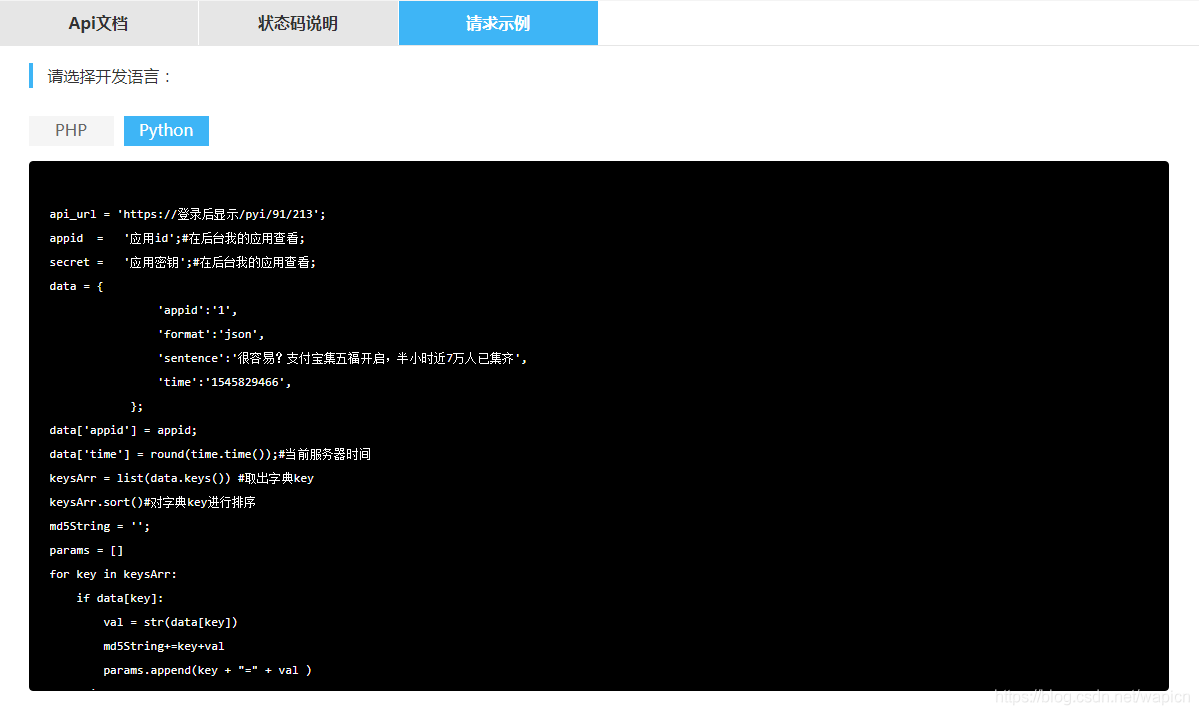 Api文档 状态码说明 请求示例
请选择开发语言：
PHP Python
api_url = 'https://登录后显示/pyi/91/213';
appid  =   '应用id';#在后台我的应用查看;
secret =   '应用密钥';#在后台我的应用查看;
data = {
                'appid':'1',
                'format':'json',
                'sentence':'很容易？支付宝集五福开启，半小时近7万人已集齐',
                'time':'1545829466',
            };
data['appid'] = appid;
data['time'] = round(time.time());#当前服务器时间
keysArr = list(data.keys()) #取出字典key
keysArr.sort()#对字典key进行排序
md5String = '';
params = []
for key in keysArr:
    if data[key]:
        val = str(data[key])
        md5String+=key+val
        params.append(key + "=" + val )
https://blog.csdn.net/wapicn